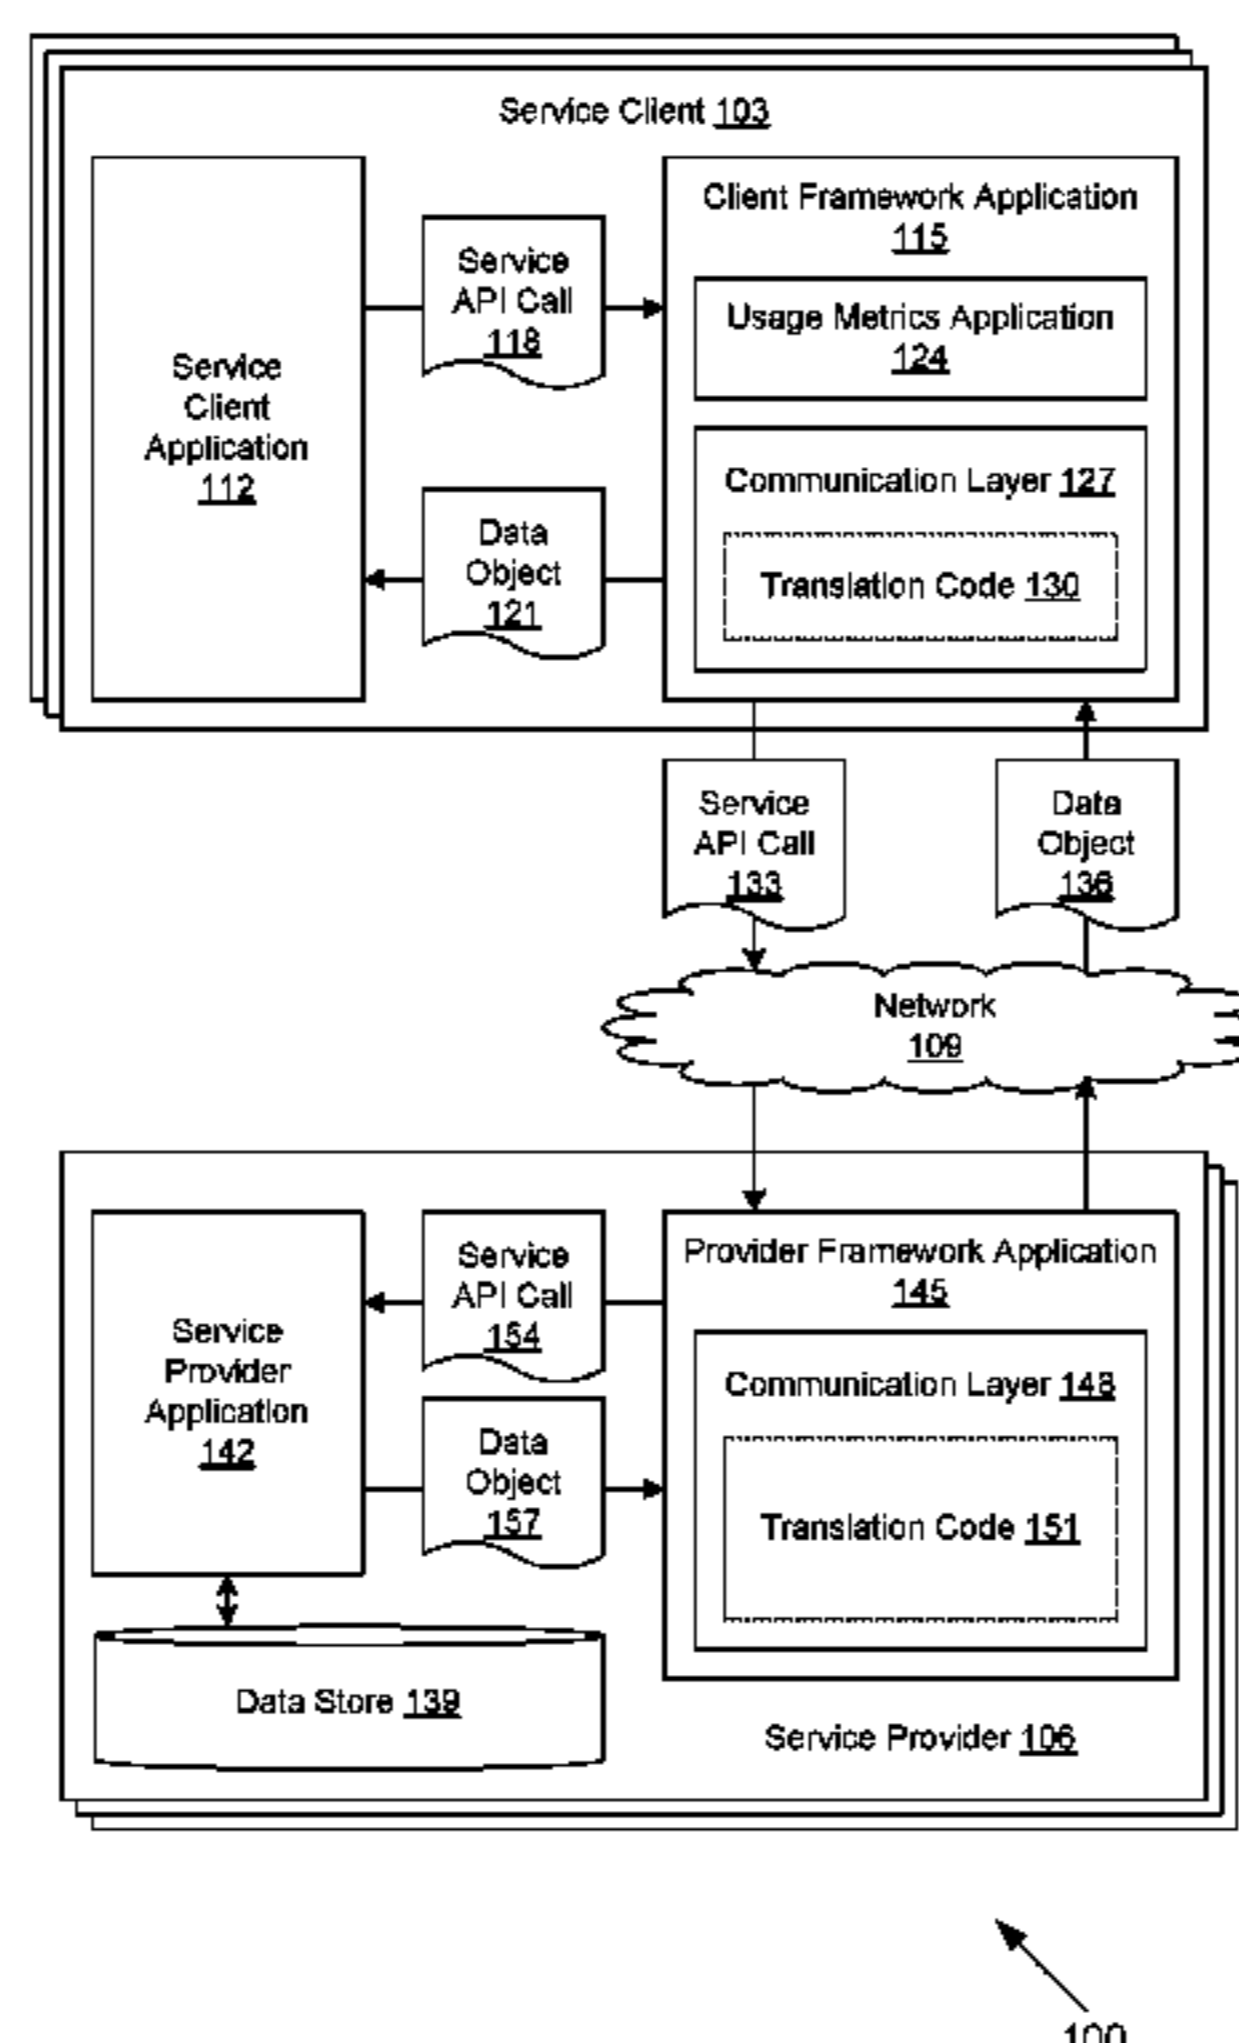 Service Client 103
Client Framework Application
115
Service
API Call
118
Usage Metrics Application
124
Service
Client
Application
112
Communication Layer 127
Data
Object
121
Translation Code 130
Service
API Call
133
Data
Object
136
Network
109
Service
API Call
154
Provider Framework Application
145
Service
Provider
Application
142
Communication Layer 148
Data
Object
157
Translation Code 151
Data Store 139
Service Provider 106
100